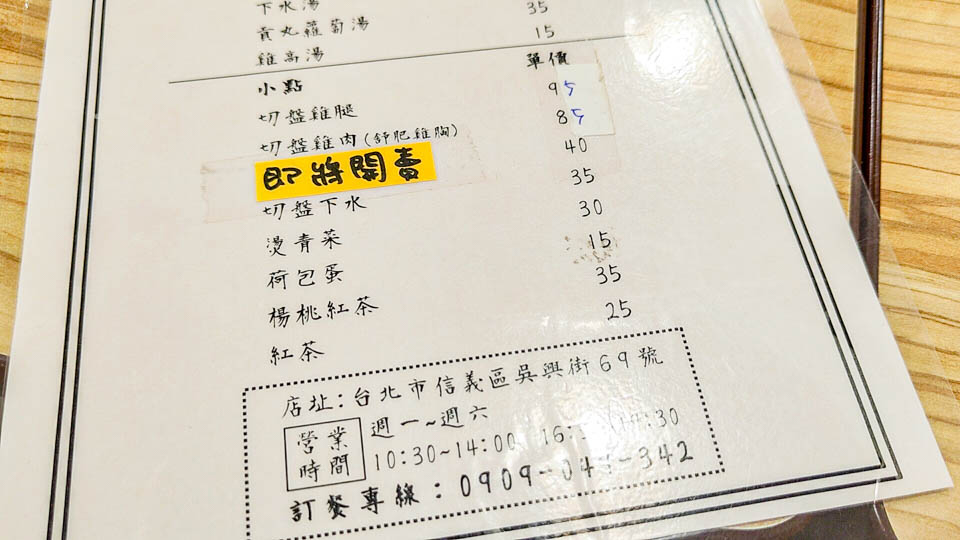 下水湯
貢丸蘿蔔湯 35
雞高湯 15
小點 單價
切盤雞腿 95
切盤雞肉(舒肥雞胸) 85
即將開賣 40
切盤下水 35
燙青菜 30
荷包蛋 15
楊桃紅茶 35
紅茶 25
店址:台北市信義區吳興街69號
營業時間 週一~週六
10:30~14:00
訂餐專線: